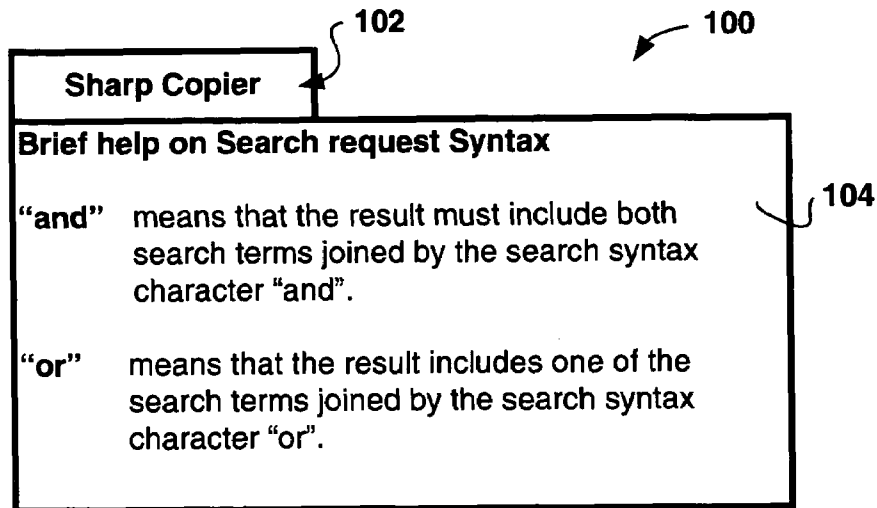 102
100
Sharp Copier
Brief help on Search request Syntax
104
“and” means that the result must include both
search terms joined by the search syntax
character “and”.
“or” means that the result includes one of the
search terms joined by the search syntax
character “or”.